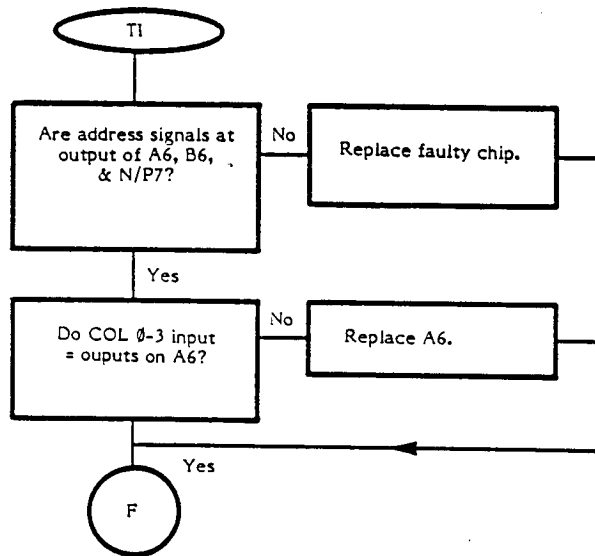 TI
Are address signals at
output of A6, B6,
& N/P7?
No
Replace faulty chip.
Yes
Do COL Ø-3 input
= ouputs on A6?
No
Replace A6.
Yes
F